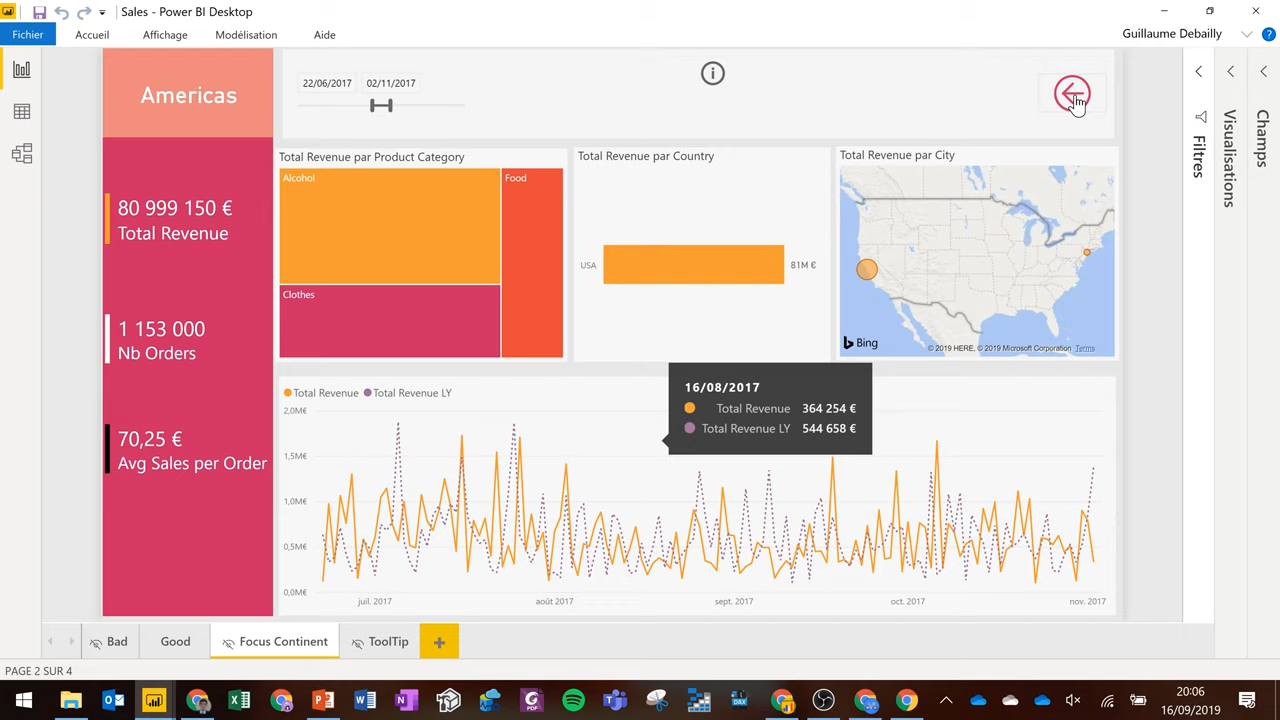 Sales - Power BI Desktop
Fichier
Accueil
Affichage
Modélisation
Aide
Guillaume Debailly
Americas
22/06/2017
02/11/2017
80 999 150 €
Total Revenue
1 153 000
Nb Orders
70,25 €
Avg Sales per Order
Total Revenue par Product Category
Alcohol
Food
Clothes
Total Revenue par Country
USA
81M €
Total Revenue par City
Bing
© 2019 HERE, © 2019 Microsoft Corporation Terms
Total Revenue
Total Revenue LY
16/08/2017
Total Revenue 364 254 €
Total Revenue LY 544 658 €
2,0M€
1,5M€
1,0M€
0,5M€
0,0M€
juil. 2017
août 2017
sept. 2017
oct. 2017
nov. 2017
Filtres
Visualisations
Champs
Bad
Good
Focus Continent
ToolTip
PAGE 2 SUR 4
20:06
16/09/2019